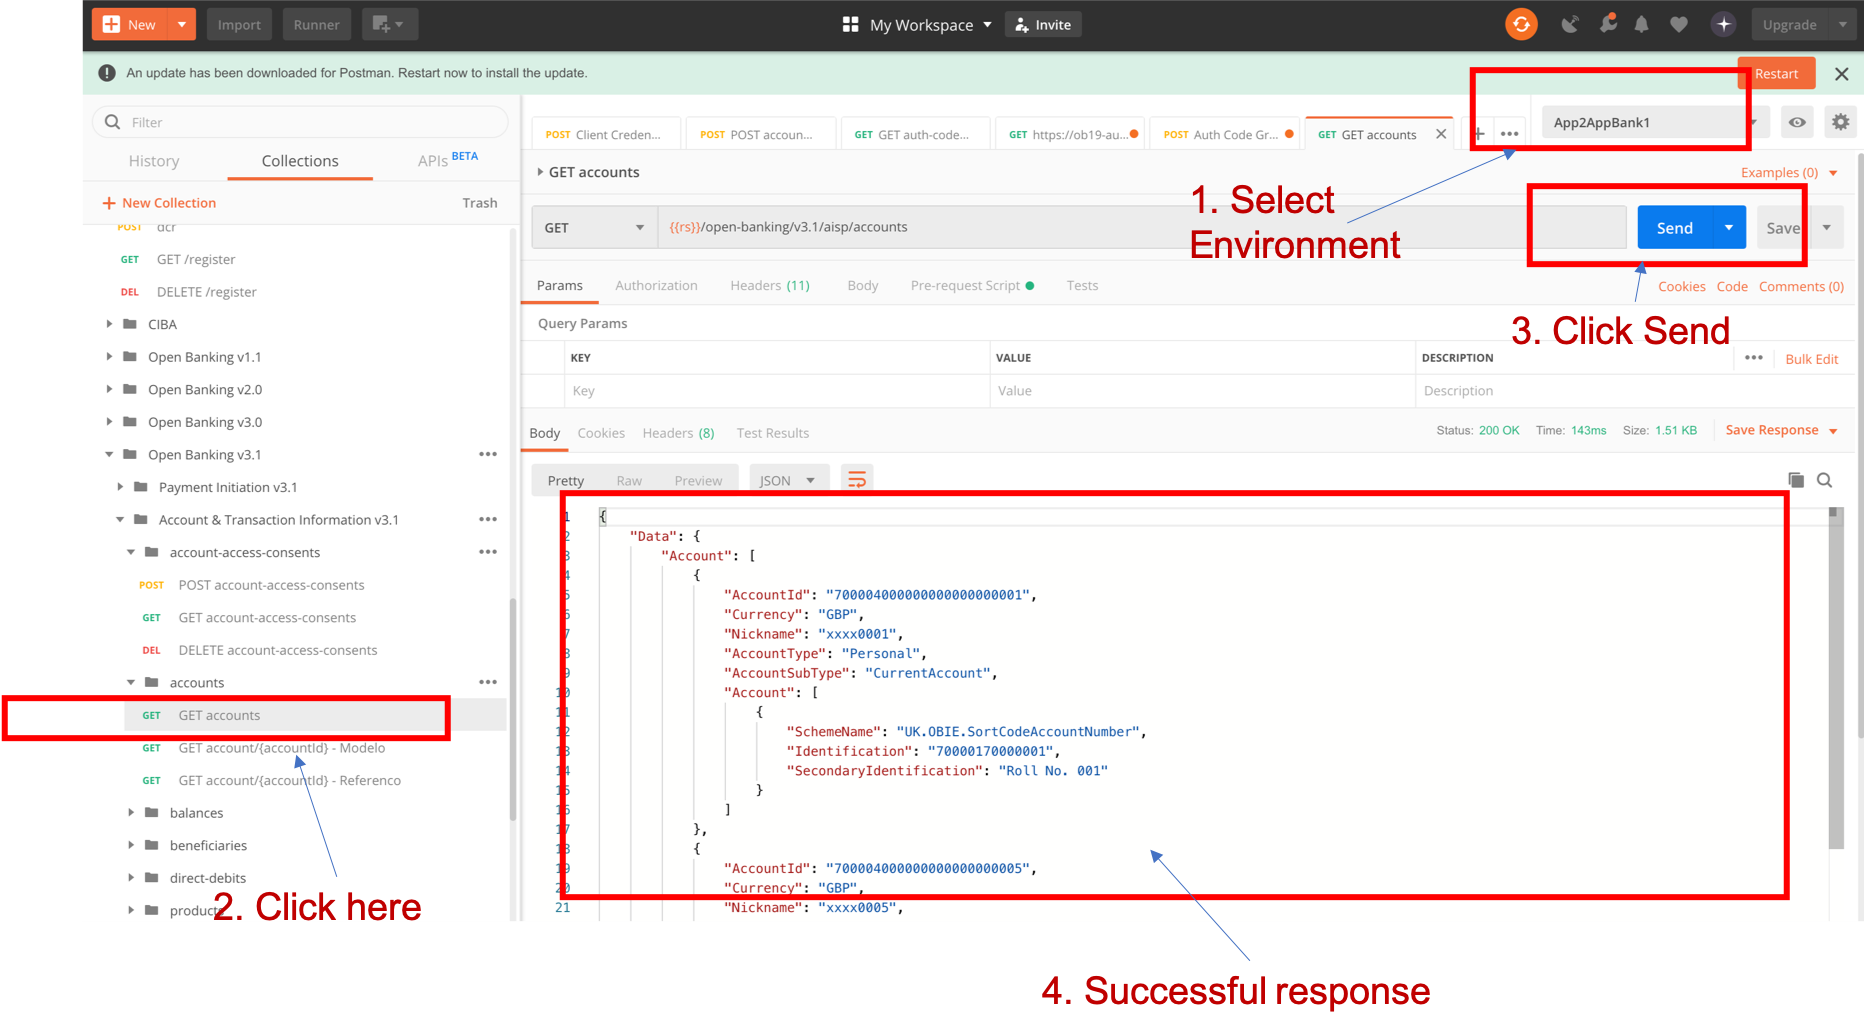 New
Import
Runner
My Workspace
Invite
Upgrade
An update has been downloaded for Postman. Restart now to install the update.
Restart
Filter
History
Collections
APIs BETA
New Collection
Trash
POST dcr
GET GET /register
DEL DELETE /register
CIBA
Open Banking v1.1
Open Banking v2.0
Open Banking v3.0
Open Banking v3.1
Payment Initiation v3.1
Account & Transaction Information v3.1
account-access-consents
POST POST account-access-consents
GET GET account-access-consents
DEL DELETE account-access-consents
accounts
GET GET accounts
GET GET account/{accountId} - Modelo
GET GET account/{accountId} - Referenco
balances
beneficiaries
direct-debits
products
2. Click here
POST Client Creden...
POST POST accoun...
GET GET auth-code...
GET https://ob19-au...
POST Auth Code Gr...
GET GET accounts
App2AppBank1
GET accounts
Examples (0)
1. Select
Environment
GET
{{rs}}/open-banking/v3.1/aisp/accounts
Send
Save
Params
Authorization
Headers (11)
Body
Pre-request Script
Tests
Cookies
Code
Comments (0)
3. Click Send
Query Params
KEY
VALUE
DESCRIPTION
Bulk Edit
Key
Value
Description
Body
Cookies
Headers (8)
Test Results
Status: 200 OK
Time: 143ms
Size: 1.51 KB
Save Response
Pretty
Raw
Preview
JSON
1 {
2 "Data": {
3 "Account": [
4 {
5 "AccountId": "700004000000000000000001",
6 "Currency": "GBP",
7 "Nickname": "xxxx0001",
8 "AccountType": "Personal",
9 "AccountSubType": "CurrentAccount",
10 "Account": [
11 {
12 "SchemeName": "UK.OBIE.SortCodeAccountNumber",
13 "Identification": "70000170000001",
14 "SecondaryIdentification": "Roll No. 001"
15 }
16 ]
17 },
18 {
19 "AccountId": "700004000000000000000005",
20 "Currency": "GBP",
21 "Nickname": "xxxx0005",
4. Successful response